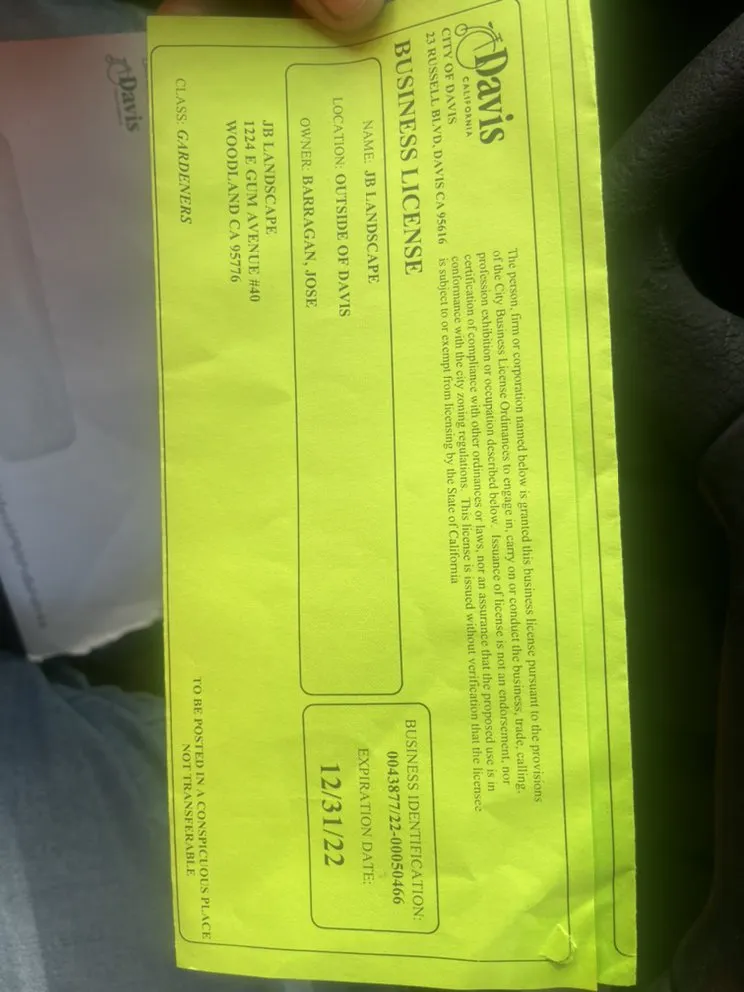 Davis
CALIFORNIA
CITY OF DAVIS
23 RUSSELL BLVD, DAVIS CA 95616
BUSINESS LICENSE
The person, firm or corporation named below is granted this business license pursuant to the provisions
of the City Business License Ordinances to engage in, carry on or conduct the business, trade, calling,
profession exhibition or occupation described below. Issuance of license is not an endorsement, nor
certification of compliance with other ordinances or laws, nor an assurance that the proposed use is in
conformance with the city zoning regulations. This license is issued without verification that the licensee
is subject to or exempt from licensing by the State of California
NAME: JB LANDSCAPE
LOCATION: OUTSIDE OF DAVIS
OWNER: BARRAGAN, JOSE
BUSINESS IDENTIFICATION:
0043877/22-00050466
EXPIRATION DATE:
12/31/22
JB LANDSCAPE
1224 E GUM AVENUE #40
WOODLAND CA 95776
CLASS: GARDENERS
TO BE POSTED IN A CONSPICUOUS PLACE
NOT TRANSFERABLE
Davis